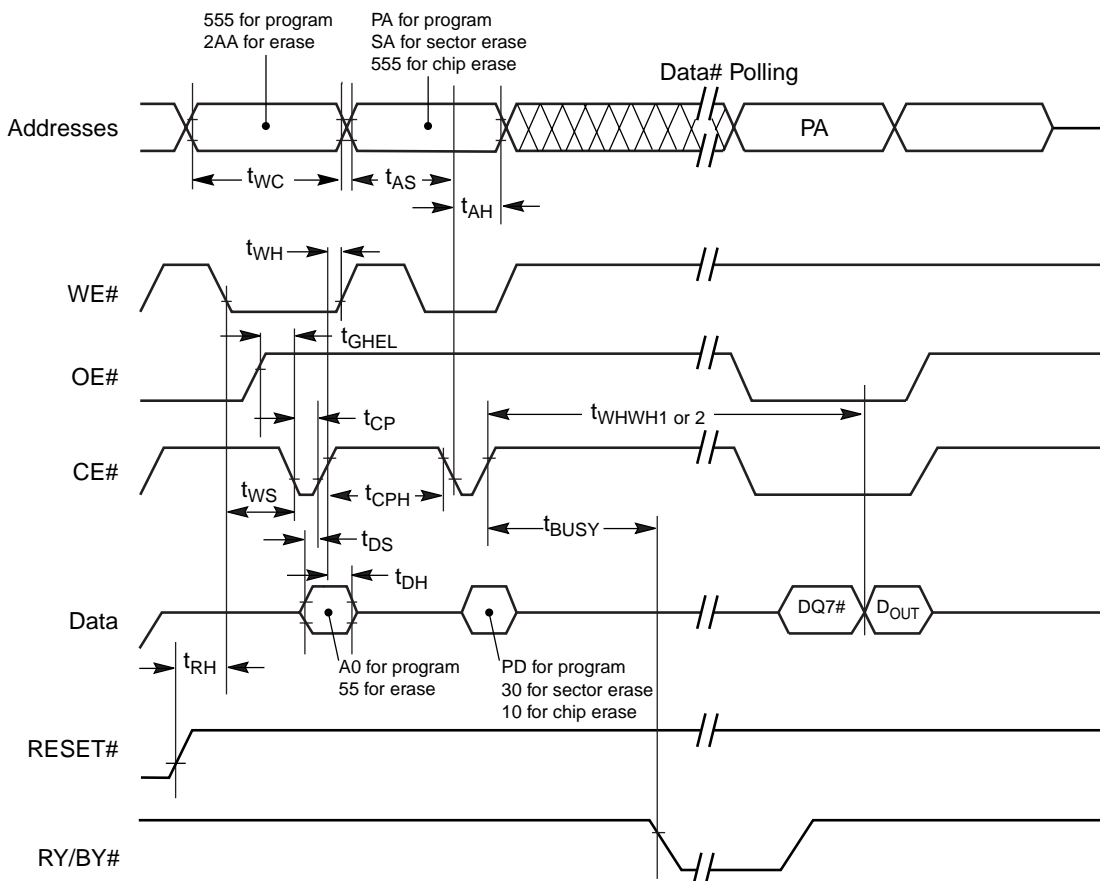 555 for program
2AA for erase
PA for program
SA for sector erase
555 for chip erase
Data# Polling
Addresses
PA
tWC
tAS
tAH
tWH
WE#
tGHEL
OE#
tCP
tWHWH1 or 2
CE#
tWS
tCPH
tBUSY
tDS
tDH
Data
DQ7#
DOUT
tRH
A0 for program
55 for erase
PD for program
30 for sector erase
10 for chip erase
RESET#
RY/BY#